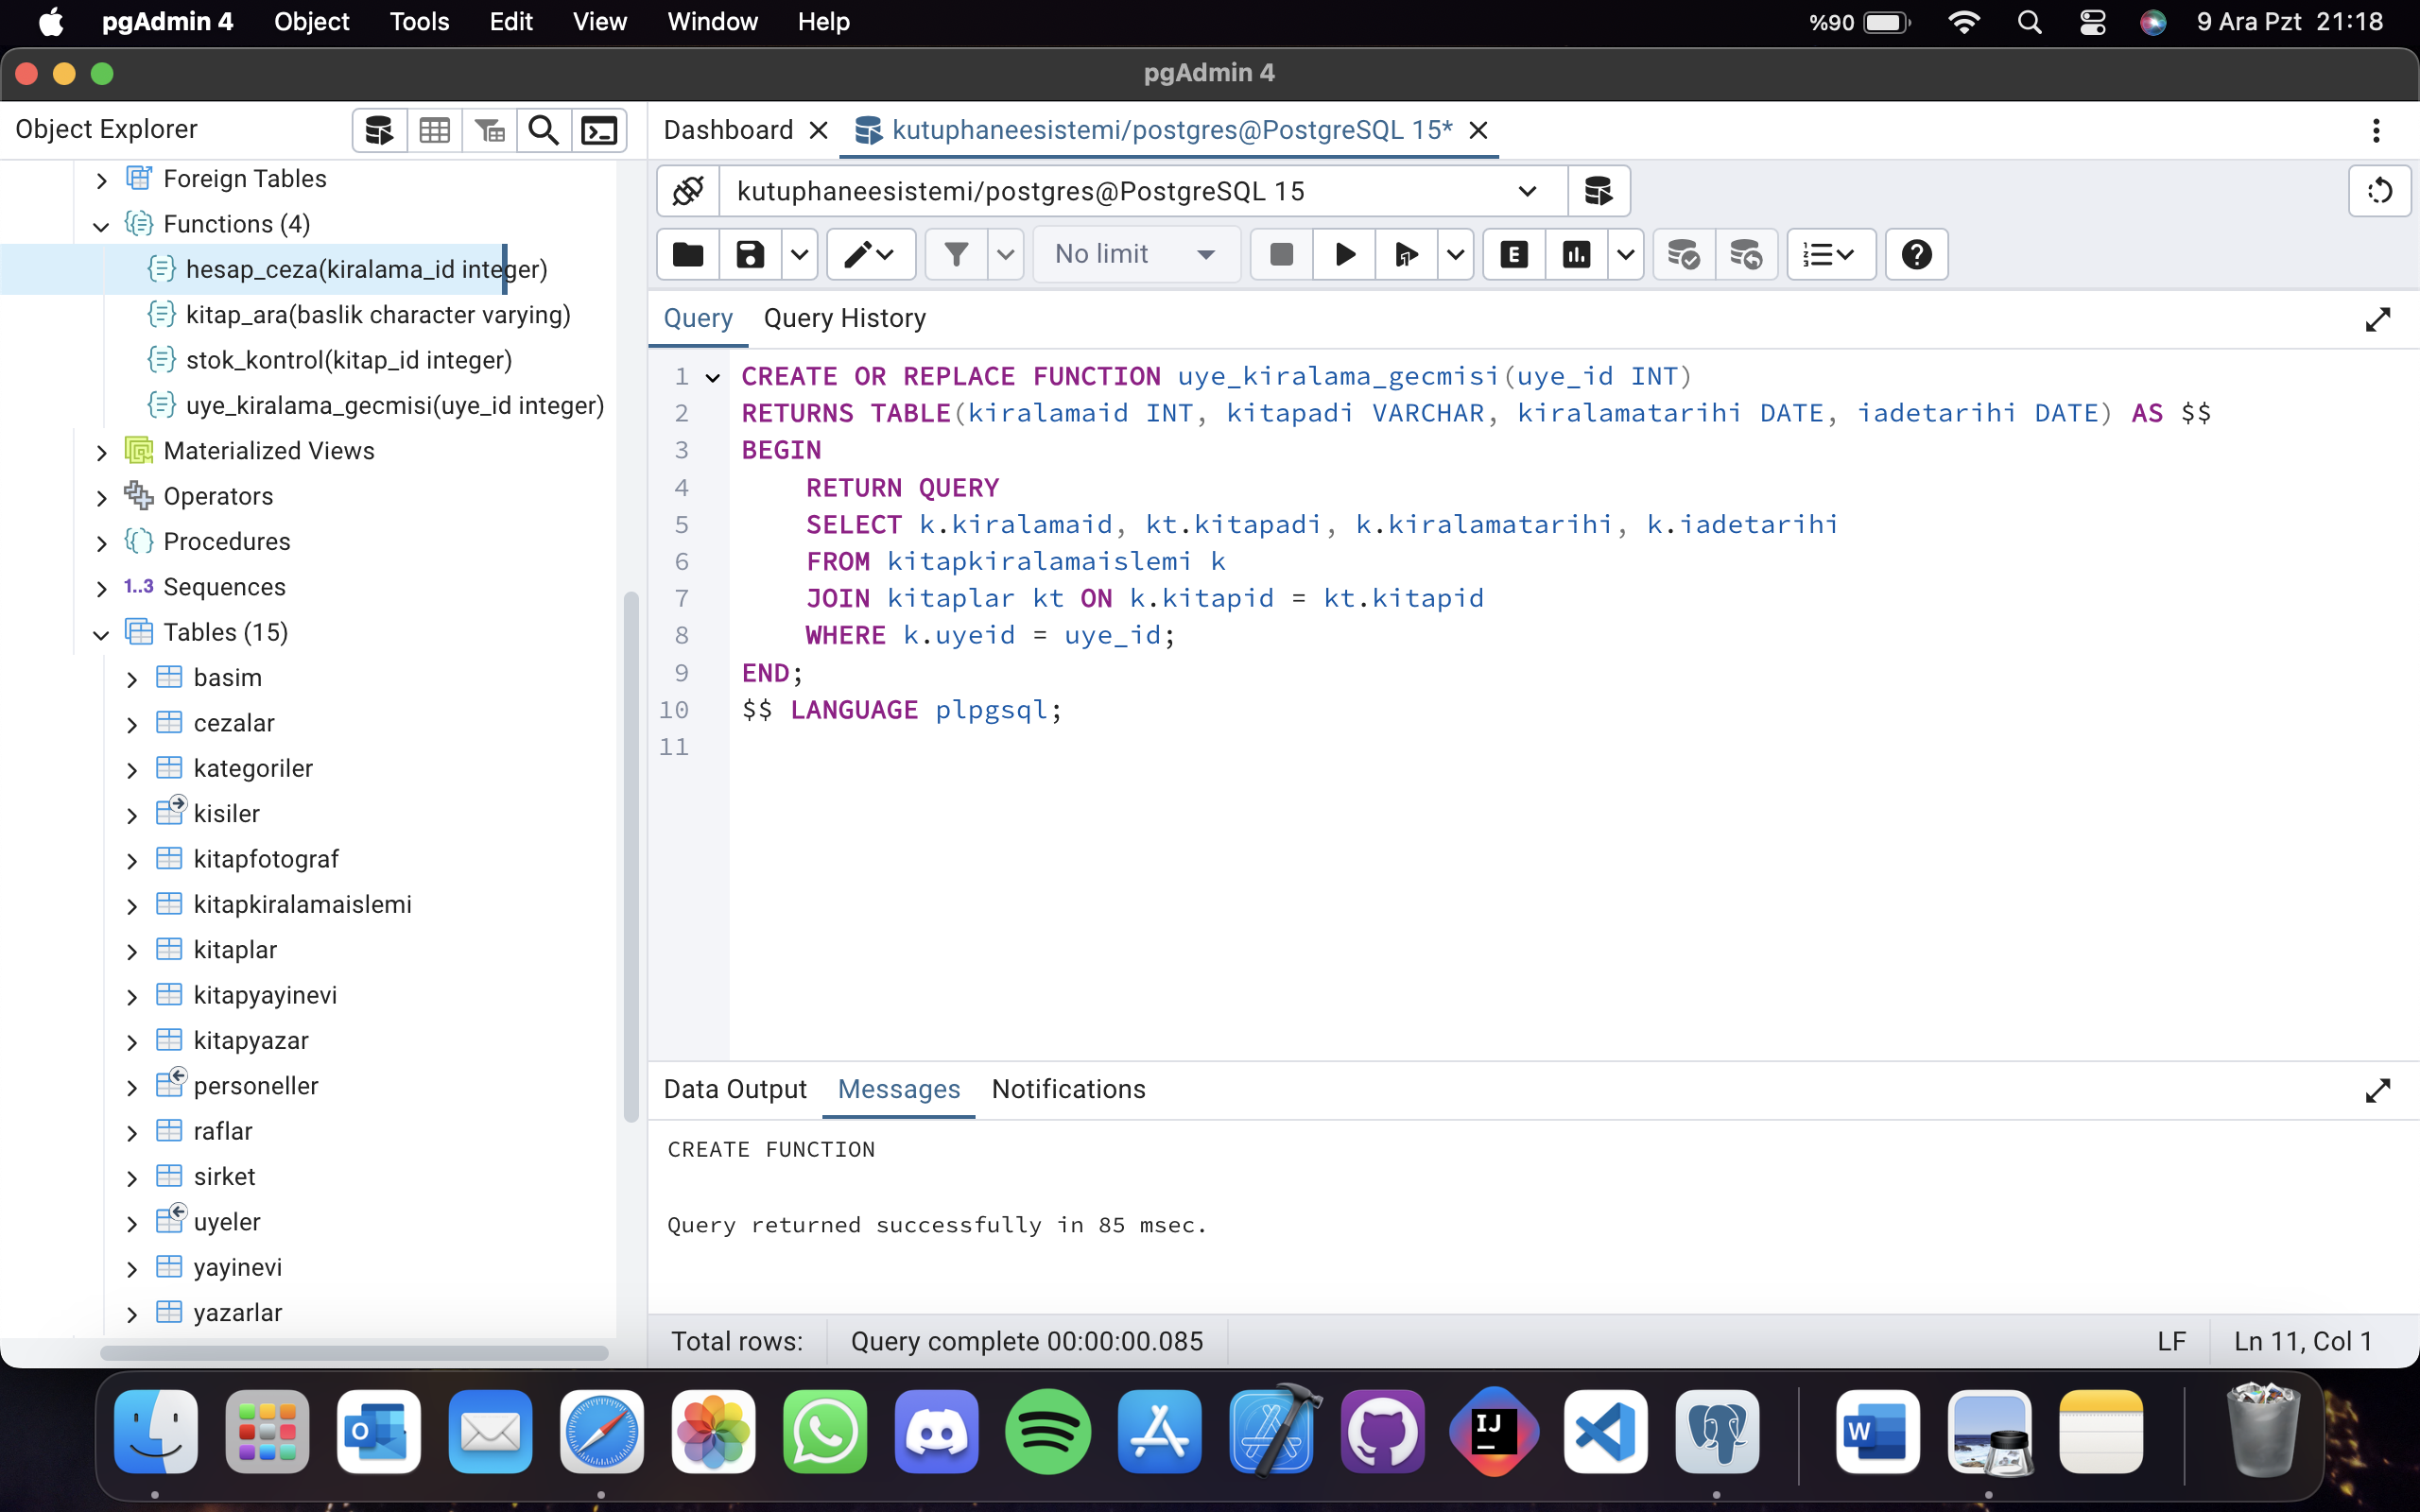 pgAdmin 4 Object Tools Edit View Window Help %90 9 Ara Pzt 21:18
pgAdmin 4
Object Explorer
Foreign Tables
Functions (4)
hesap_ceza(kiralama_id integer)
kitap_ara(baslik character varying)
stok_kontrol(kitap_id integer)
uye_kiralama_gecmisi(uye_id integer)
Materialized Views
Operators
Procedures
1..3 Sequences
Tables (15)
basim
cezalar
kategoriler
kisiler
kitapfotograf
kitapkiralamaislemi
kitaplar
kitapyayinevi
kitapyazar
personeller
raflar
sirket
uyeler
yayinevi
yazarlar
Dashboard kutuphaneesistemi/postgres@PostgreSQL 15*
kutuphaneesistemi/postgres@PostgreSQL 15
No limit E
Query Query History
1 CREATE OR REPLACE FUNCTION uye_kiralama_gecmisi(uye_id INT)
2 RETURNS TABLE(kiralamaid INT, kitapadi VARCHAR, kiralamatarihi DATE, iadetarihi DATE) AS $$
3 BEGIN
4 RETURN QUERY
5 SELECT k.kiralamaid, kt.kitapadi, k.kiralamatarihi, k.iadetarihi
6 FROM kitapkiralamaislemi k
7 JOIN kitaplar kt ON k.kitapid = kt.kitapid
8 WHERE k.uyeid = uye_id;
9 END;
10 $$ LANGUAGE plpgsql;
11
Data Output Messages Notifications
CREATE FUNCTION
Query returned successfully in 85 msec.
Total rows: Query complete 00:00:00.085 LF Ln 11, Col 1
O IJ W